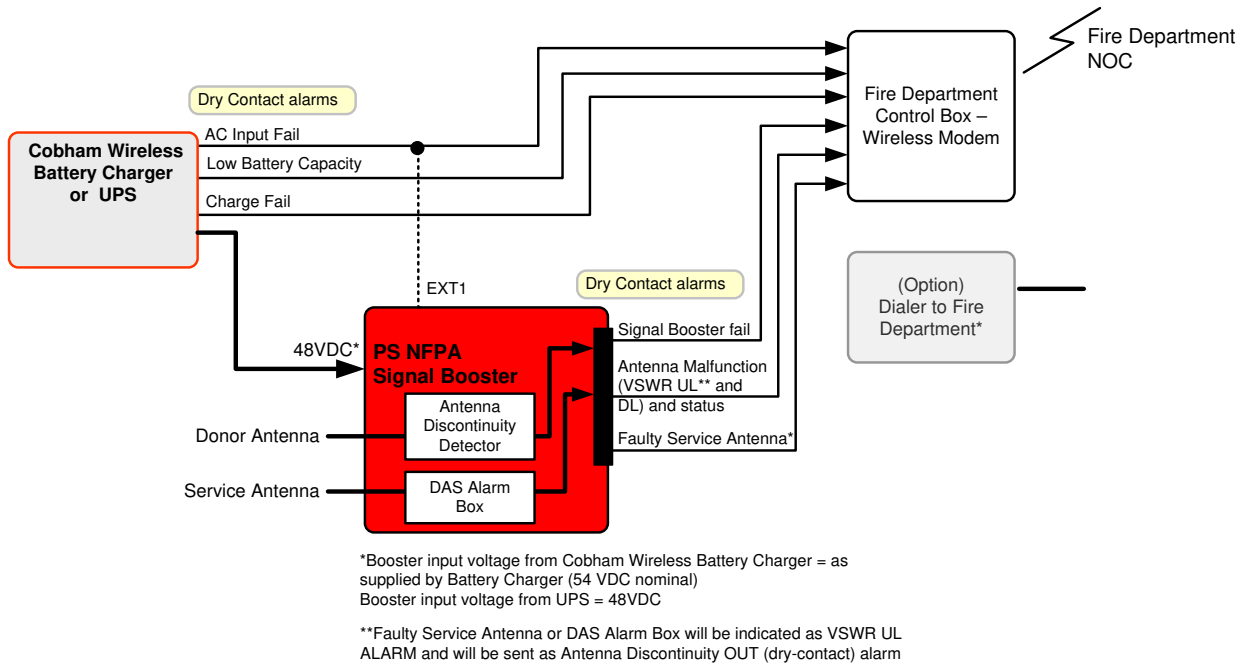 Fire Department
NOC
Dry Contact alarms
Fire Department
Control Box –
Wireless Modem
AC Input Fail
Cobham Wireless
Battery Charger
or UPS
Low Battery Capacity
Charge Fail
EXT1
Dry Contact alarms
(Option)
Dialer to Fire
Department*
48VDC*
PS NFPA
Signal Booster
Signal Booster fail
Antenna Malfunction
(VSWR UL** and
DL) and status
Antenna
Discontinuity
Detector
Donor Antenna
Faulty Service Antenna*
Service Antenna
DAS Alarm
Box
*Booster input voltage from Cobham Wireless Battery Charger = as
supplied by Battery Charger (54 VDC nominal)
Booster input voltage from UPS = 48VDC
**Faulty Service Antenna or DAS Alarm Box will be indicated as VSWR UL
ALARM and will be sent as Antenna Discontinuity OUT (dry-contact) alarm